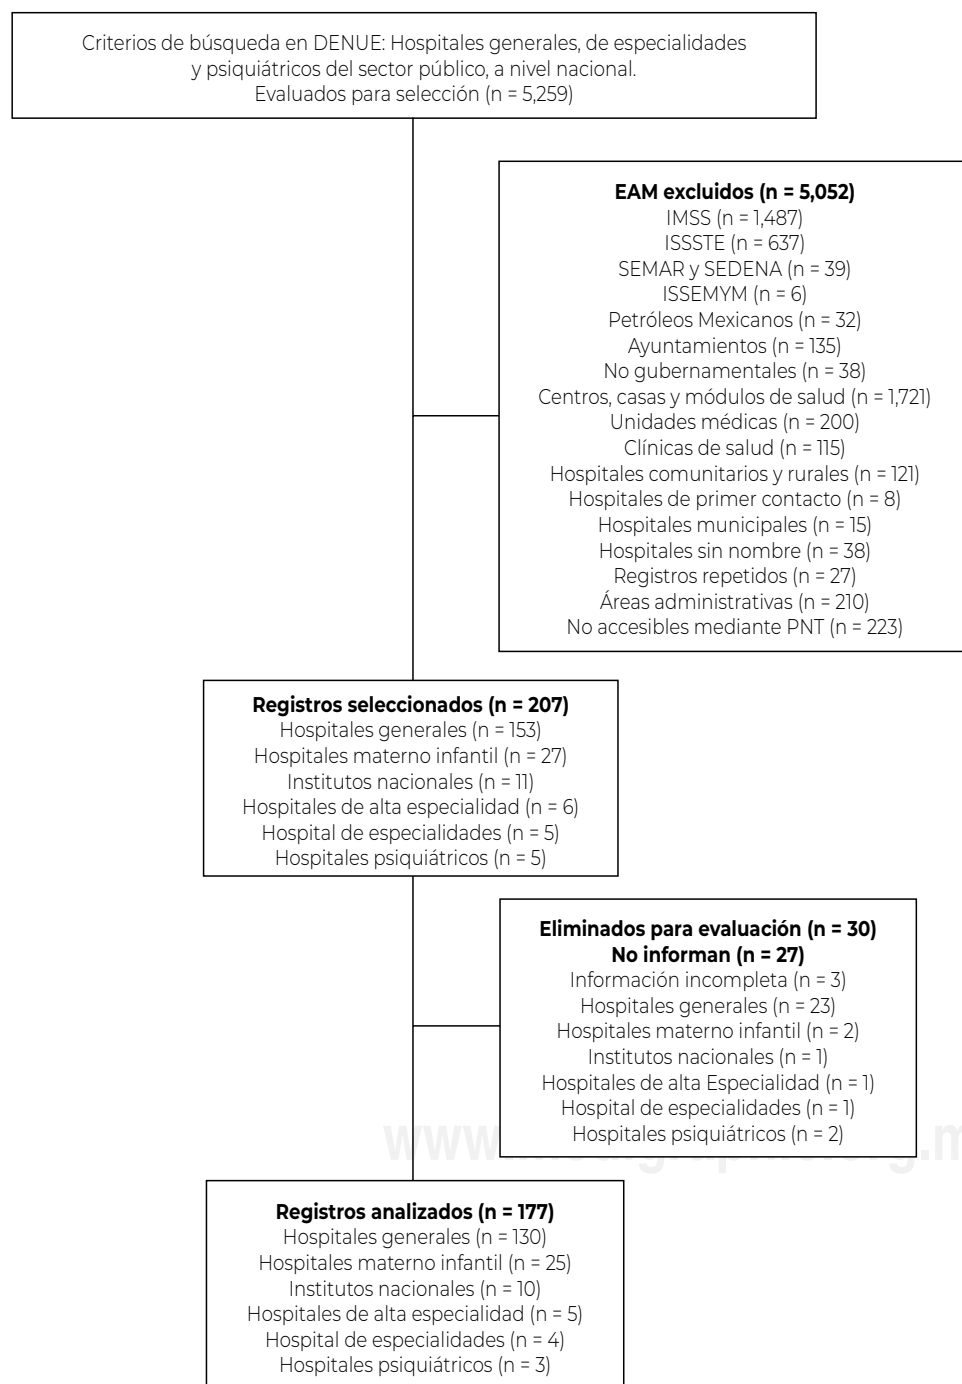 Criterios de búsqueda en DENUE: Hospitales generales, de especialidades
y psiquiátricos del sector público, a nivel nacional.
Evaluados para selección (n = 5,259)
EAM excluidos (n = 5,052)
IMSS (n = 1,487)
ISSSTE (n = 637)
SEMAR y SEDENA (n = 39)
ISSEMYM (n = 6)
Petróleos Mexicanos (n = 32)
Ayuntamientos (n = 135)
No gubernamentales (n = 38)
Centros, casas y módulos de salud (n = 1,721)
Unidades médicas (n = 200)
Clínicas de salud (n = 115)
Hospitales comunitarios y rurales (n = 121)
Hospitales de primer contacto (n = 8)
Hospitales municipales (n = 15)
Hospitales sin nombre (n = 38)
Registros repetidos (n = 27)
Áreas administrativas (n = 210)
No accesibles mediante PNT (n = 223)
Registros seleccionados (n = 207)
Hospitales generales (n = 153)
Hospitales materno infantil (n = 27)
Institutos nacionales (n = 11)
Hospitales de alta especialidad (n = 6)
Hospital de especialidades (n = 5)
Hospitales psiquiátricos (n = 5)
Eliminados para evaluación (n = 30)
No informan (n = 27)
Información incompleta (n = 3)
Hospitales generales (n = 23)
Hospitales materno infantil (n = 2)
Institutos nacionales (n = 1)
Hospitales de alta Especialidad (n = 1)
Hospital de especialidades (n = 1)
Hospitales psiquiátricos (n = 2)
Registros analizados (n = 177)
Hospitales generales (n = 130)
Hospitales materno infantil (n = 25)
Institutos nacionales (n = 10)
Hospitales de alta especialidad (n = 5)
Hospital de especialidades (n = 4)
Hospitales psiquiátricos (n = 3)